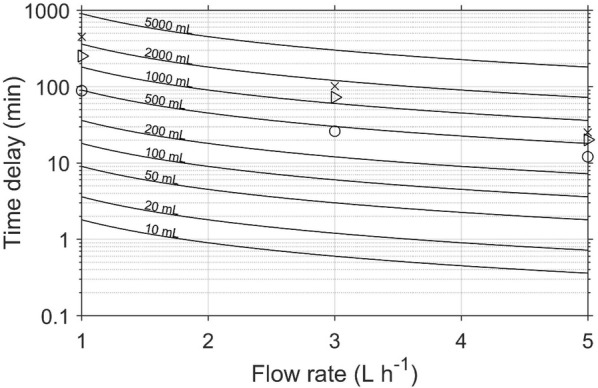 1000
100
10
1
0.1
Time delay (min)
5000 mL
2000 mL
1000 mL
500 mL
200 mL
100 mL
50 mL
20 mL
10 mL
1 2 3 4 5
Flow rate (L h⁻¹)